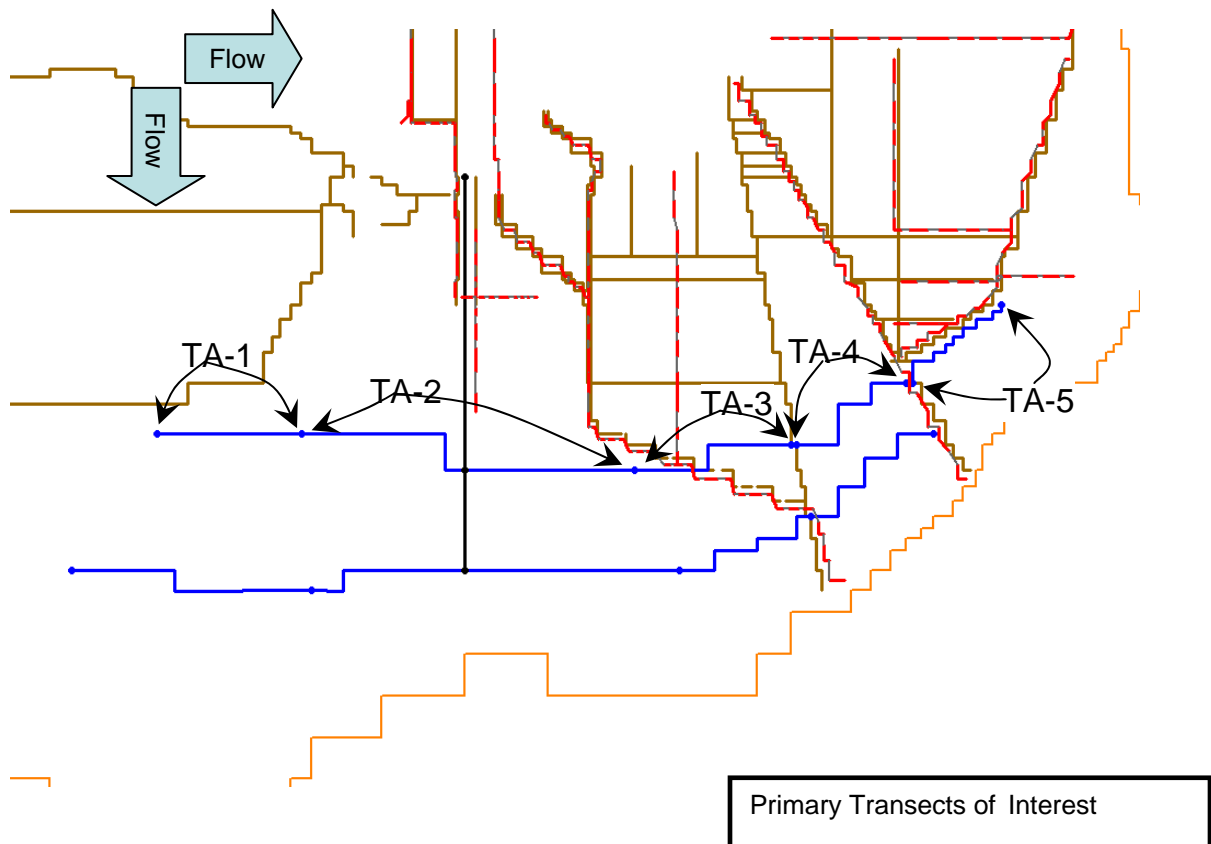 Flow
Flow
TA-1
TA-2
TA-3
TA-4
TA-5
Primary Transects of Interest